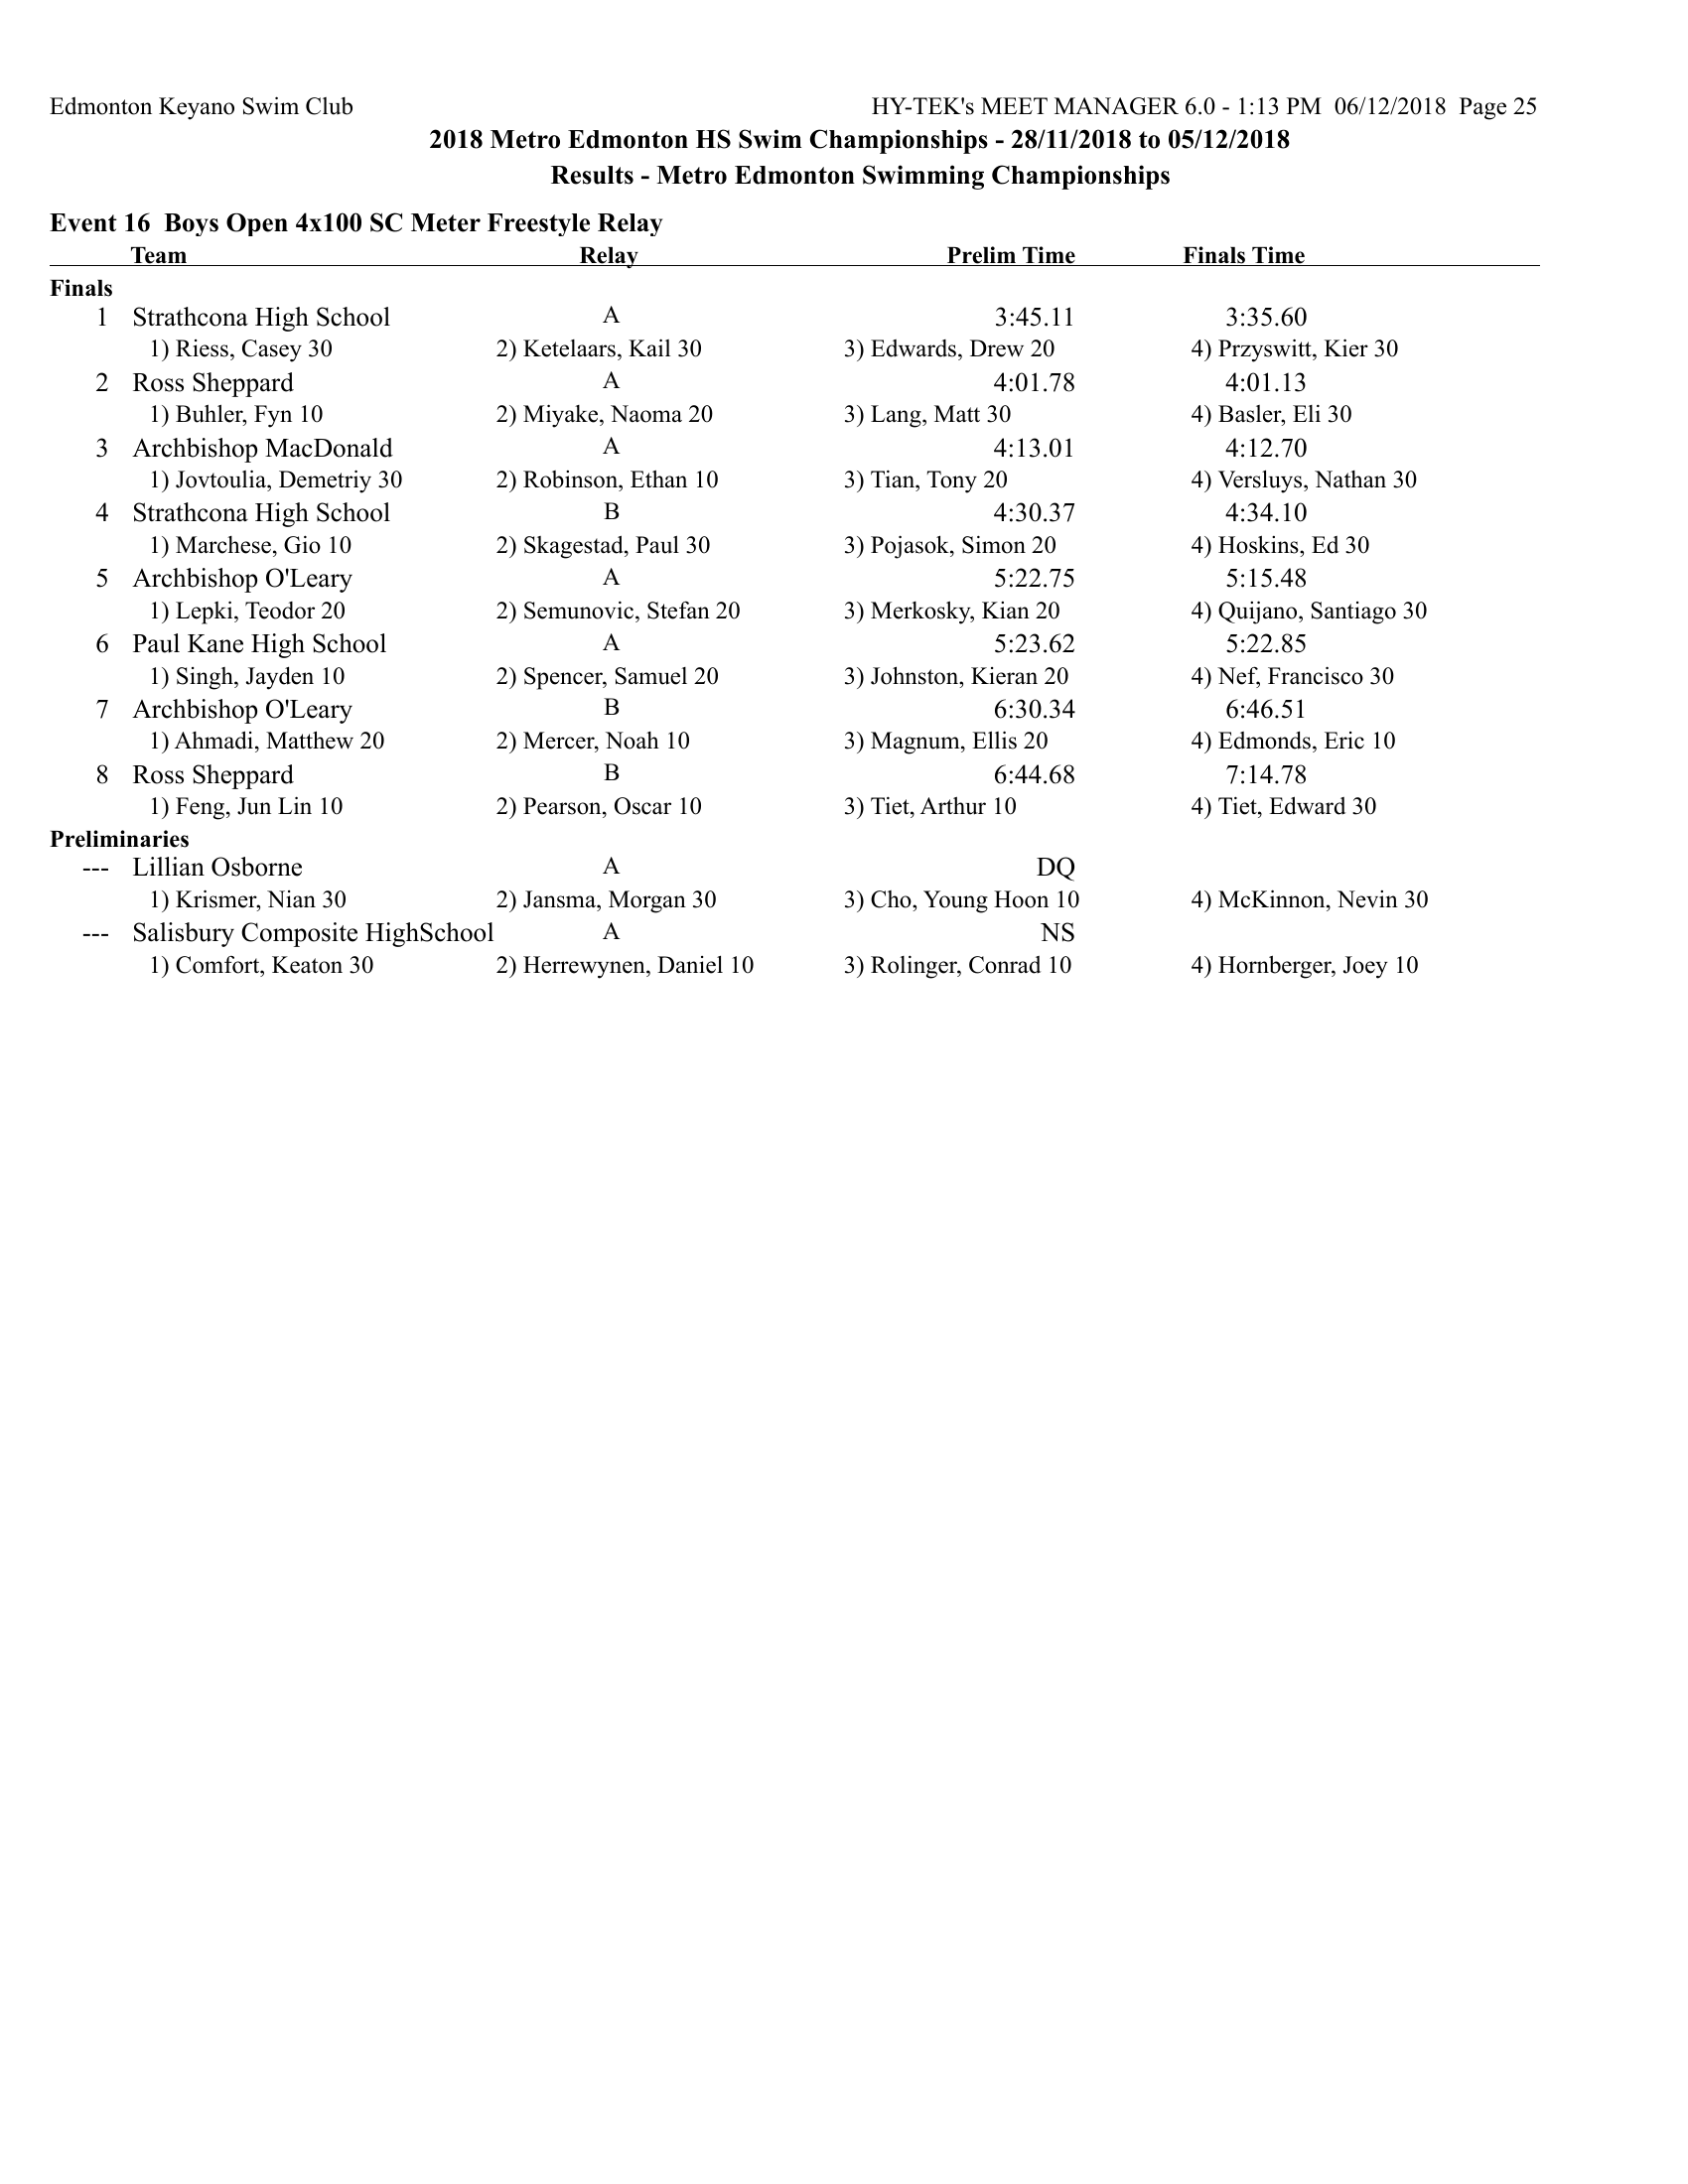 Edmonton Keyano Swim Club HY-TEK's MEET MANAGER 6.0 - 1:13 PM 06/12/2018 Page 25
2018 Metro Edmonton HS Swim Championships - 28/11/2018 to 05/12/2018
Results - Metro Edmonton Swimming Championships
Event 16 Boys Open 4x100 SC Meter Freestyle Relay
Team Relay Prelim Time Finals Time
Finals
1 Strathcona High School A 3:45.11 3:35.60
1) Riess, Casey 30 2) Ketelaars, Kail 30 3) Edwards, Drew 20 4) Przyswitt, Kier 30
2 Ross Sheppard A 4:01.78 4:01.13
1) Buhler, Fyn 10 2) Miyake, Naoma 20 3) Lang, Matt 30 4) Basler, Eli 30
3 Archbishop MacDonald A 4:13.01 4:12.70
1) Jovtoulia, Demetriy 30 2) Robinson, Ethan 10 3) Tian, Tony 20 4) Versluys, Nathan 30
4 Strathcona High School B 4:30.37 4:34.10
1) Marchese, Gio 10 2) Skagestad, Paul 30 3) Pojasok, Simon 20 4) Hoskins, Ed 30
5 Archbishop O'Leary A 5:22.75 5:15.48
1) Lepki, Teodor 20 2) Semunovic, Stefan 20 3) Merkosky, Kian 20 4) Quijano, Santiago 30
6 Paul Kane High School A 5:23.62 5:22.85
1) Singh, Jayden 10 2) Spencer, Samuel 20 3) Johnston, Kieran 20 4) Nef, Francisco 30
7 Archbishop O'Leary B 6:30.34 6:46.51
1) Ahmadi, Matthew 20 2) Mercer, Noah 10 3) Magnum, Ellis 20 4) Edmonds, Eric 10
8 Ross Sheppard B 6:44.68 7:14.78
1) Feng, Jun Lin 10 2) Pearson, Oscar 10 3) Tiet, Arthur 10 4) Tiet, Edward 30
Preliminaries
--- Lillian Osborne A DQ
1) Krismer, Nian 30 2) Jansma, Morgan 30 3) Cho, Young Hoon 10 4) McKinnon, Nevin 30
--- Salisbury Composite HighSchool A NS
1) Comfort, Keaton 30 2) Herrewynen, Daniel 10 3) Rolinger, Conrad 10 4) Hornberger, Joey 10